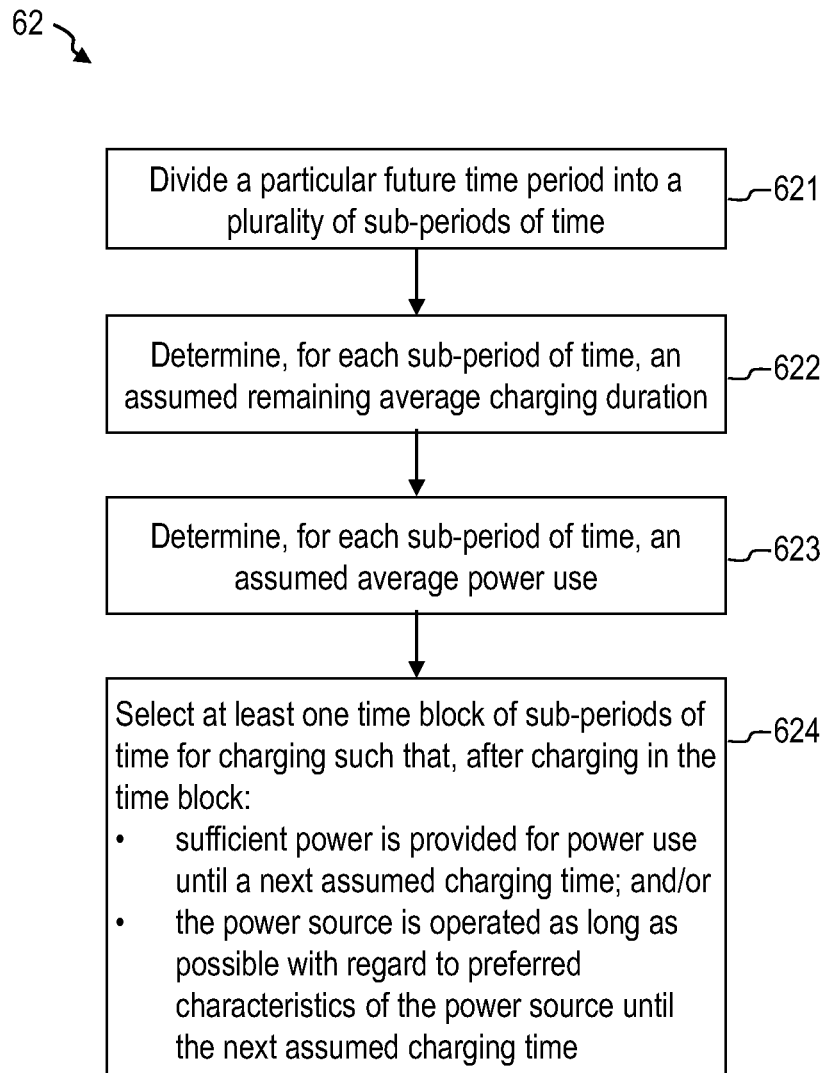 62
Divide a particular future time period into a
plurality of sub-periods of time
621
Determine, for each sub-period of time, an
assumed remaining average charging duration
622
Determine, for each sub-period of time, an
assumed average power use
623
Select at least one time block of sub-periods of
time for charging such that, after charging in the
time block:
• sufficient power is provided for power use
until a next assumed charging time; and/or
• the power source is operated as long as
possible with regard to preferred
characteristics of the power source until
the next assumed charging time
624